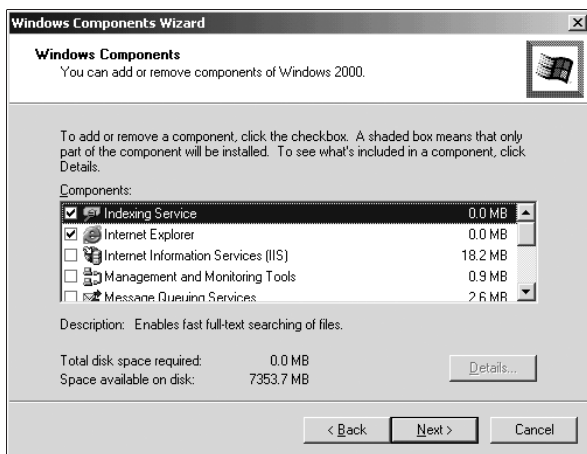 Windows Components Wizard
Windows Components
You can add or remove components of Windows 2000.
To add or remove a component, click the checkbox. A shaded box means that only
part of the component will be installed. To see what's included in a component, click
Details.
Components:
Indexing Service 0.0 MB
Internet Explorer 0.0 MB
Internet Information Services (IIS) 18.2 MB
Management and Monitoring Tools 0.9 MB
Message Queuing Services 2.6 MB
Description: Enables fast full-text searching of files.
Total disk space required: 0.0 MB
Space available on disk: 7353.7 MB
Details...
< Back Next > Cancel